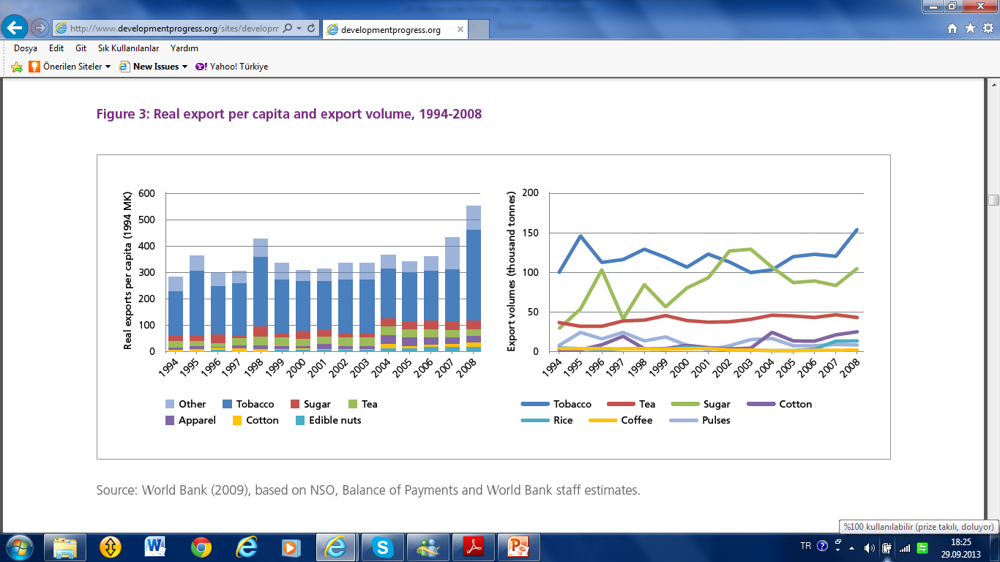 http://www.developmentprogress.org/sites/developm
developmentprogress.org
Dosya Edit Git Sık Kullanılanlar Yardım
Önerilen Siteler New Issues Yahoo! Türkiye
Figure 3: Real export per capita and export volume, 1994-2008
Real exports per capita (1994 MK)
600
500
400
300
200
100
0
1994 1995 1996 1997 1998 1999 2000 2001 2002 2003 2004 2005 2006 2007 2008
Other Tobacco Sugar Tea
Apparel Cotton Edible nuts
Export volumes (thousand tonnes)
200
150
100
50
0
1994 1995 1996 1997 1998 1999 2000 2001 2002 2003 2004 2005 2006 2007 2008
Tobacco Tea Sugar Cotton
Rice Coffee Pulses
Source: World Bank (2009), based on NSO, Balance of Payments and World Bank staff estimates.
%100 kullanılabilir (prize takılı, doluyor)
TR
18:25
29.09.2013